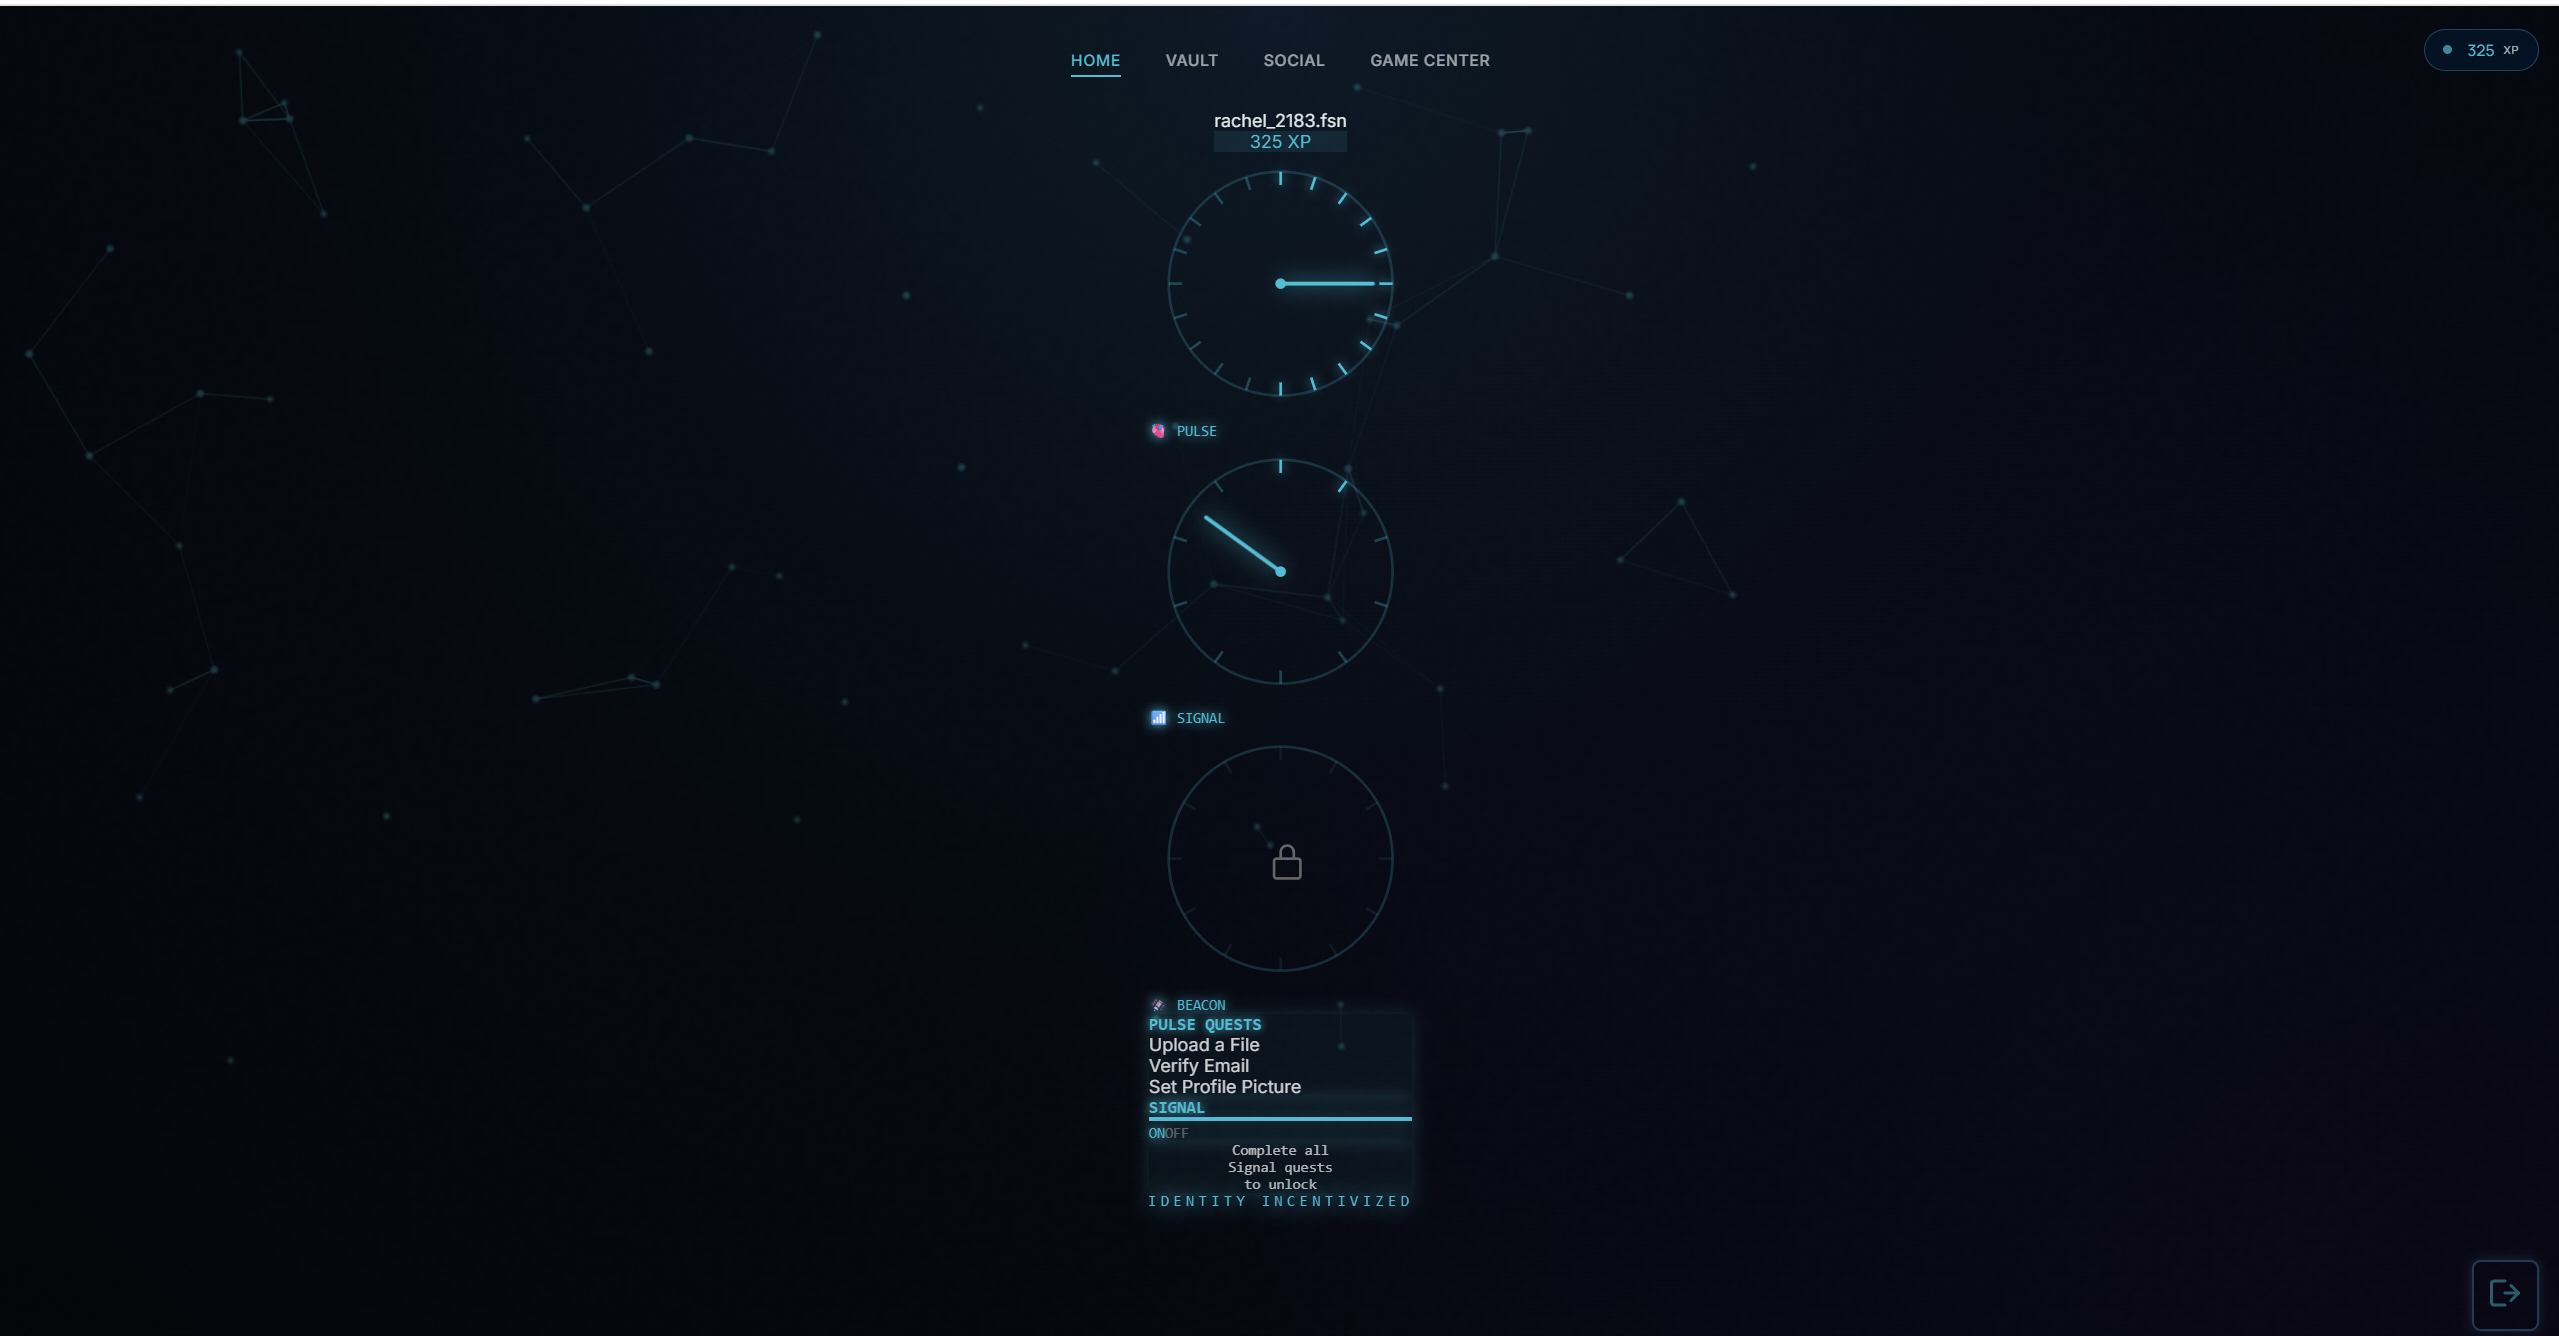 HOME VAULT SOCIAL GAME CENTER
325 XP
rachel_2183.fsn
325 XP
PULSE
SIGNAL
BEACON
PULSE QUESTS
Upload a File
Verify Email
Set Profile Picture
SIGNAL
ONOFF
Complete all
Signal quests
to unlock
IDENTITY INCENTIVIZED